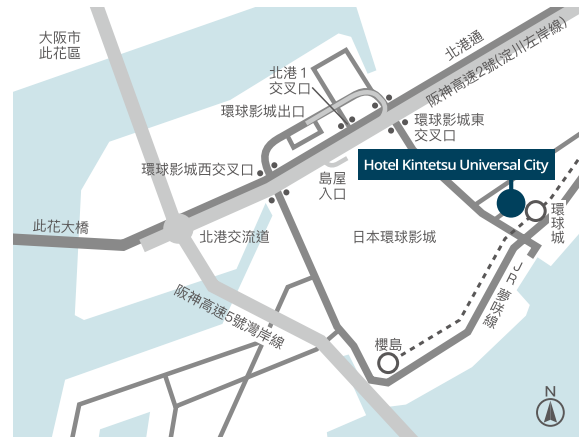 大阪市
此花區
北港通
阪神高速2號(淀川左岸線)
北港1
交叉口
環球影城出口
環球影城東
交叉口
環球影城西交叉口
島屋
入口
Hotel Kintetsu Universal City
環球城
此花大橋
北港交流道
日本環球影城
JR 夢咲線
阪神高速5號灣岸線
櫻島
N